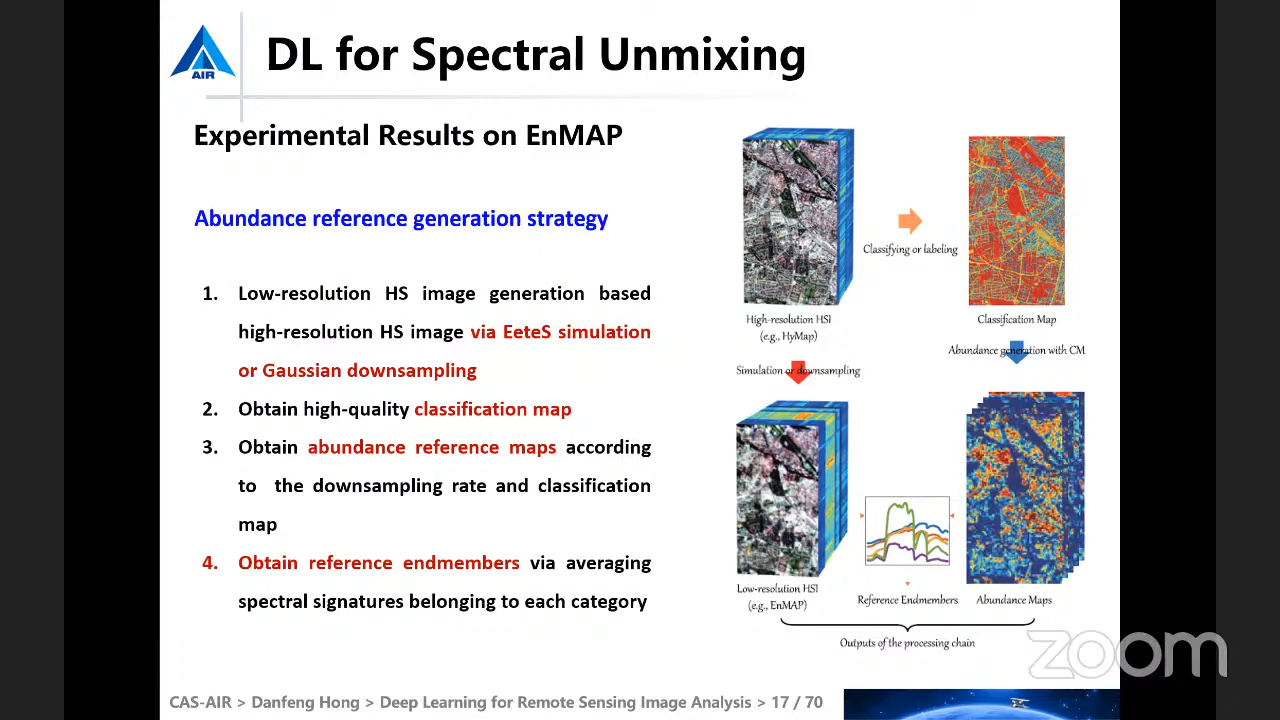 AIR
DL for Spectral Unmixing
Experimental Results on EnMAP
Abundance reference generation strategy
1. Low-resolution HS image generation based
high-resolution HS image via EeteS simulation
or Gaussian downsampling
2. Obtain high-quality classification map
3. Obtain abundance reference maps according
to the downsampling rate and classification
map
4. Obtain reference endmembers via averaging
spectral signatures belonging to each category
Classifying or labeling
High-resolution HSI
(e.g., HyMap)
Classification Map
Simulation or downsampling
Abundance generation with CM
Low-resolution HSI
(e.g., EnMAP)
Reference Endmembers
Abundance Maps
Outputs of the processing chain
zoom
CAS-AIR > Danfeng Hong > Deep Learning for Remote Sensing Image Analysis > 17 / 70